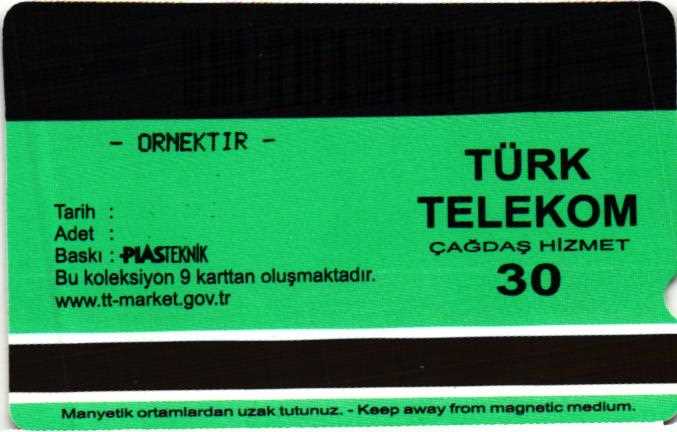 - ORNEKTIR -
TÜRK
TELEKOM
ÇAĞDAŞ HİZMET
30
Tarih :
Adet :
Baskı : PLASTEKNİK
Bu koleksiyon 9 karttan oluşmaktadır.
www.tt-market.gov.tr
Manyetik ortamlardan uzak tutunuz. - Keep away from magnetic medium.